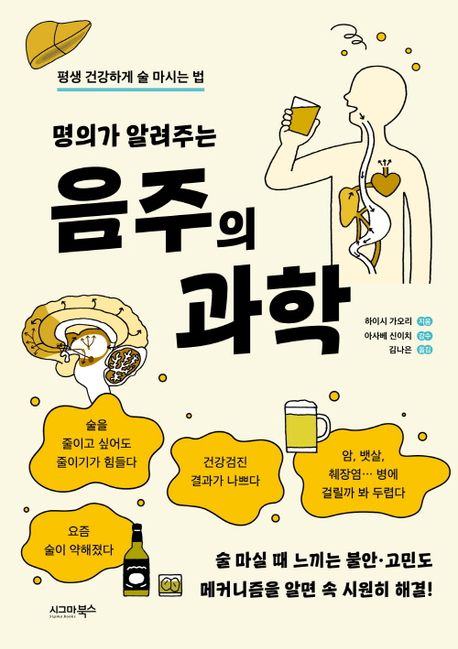 평생 건강하게 술 마시는 법
명의가 알려주는
음주의
과학
하이시 가오리 지음
아사베 신이치 감수
김나은 옮김
술을
줄이고 싶어도
줄이기가 힘들다
건강검진
결과가 나쁘다
암, 뱃살,
췌장염… 병에
걸릴까 봐 두렵다
요즘
술이 약해졌다
술 마실 때 느끼는 불안·고민도
메커니즘을 알면 속 시원히 해결!
시그마북스
Sigma Books